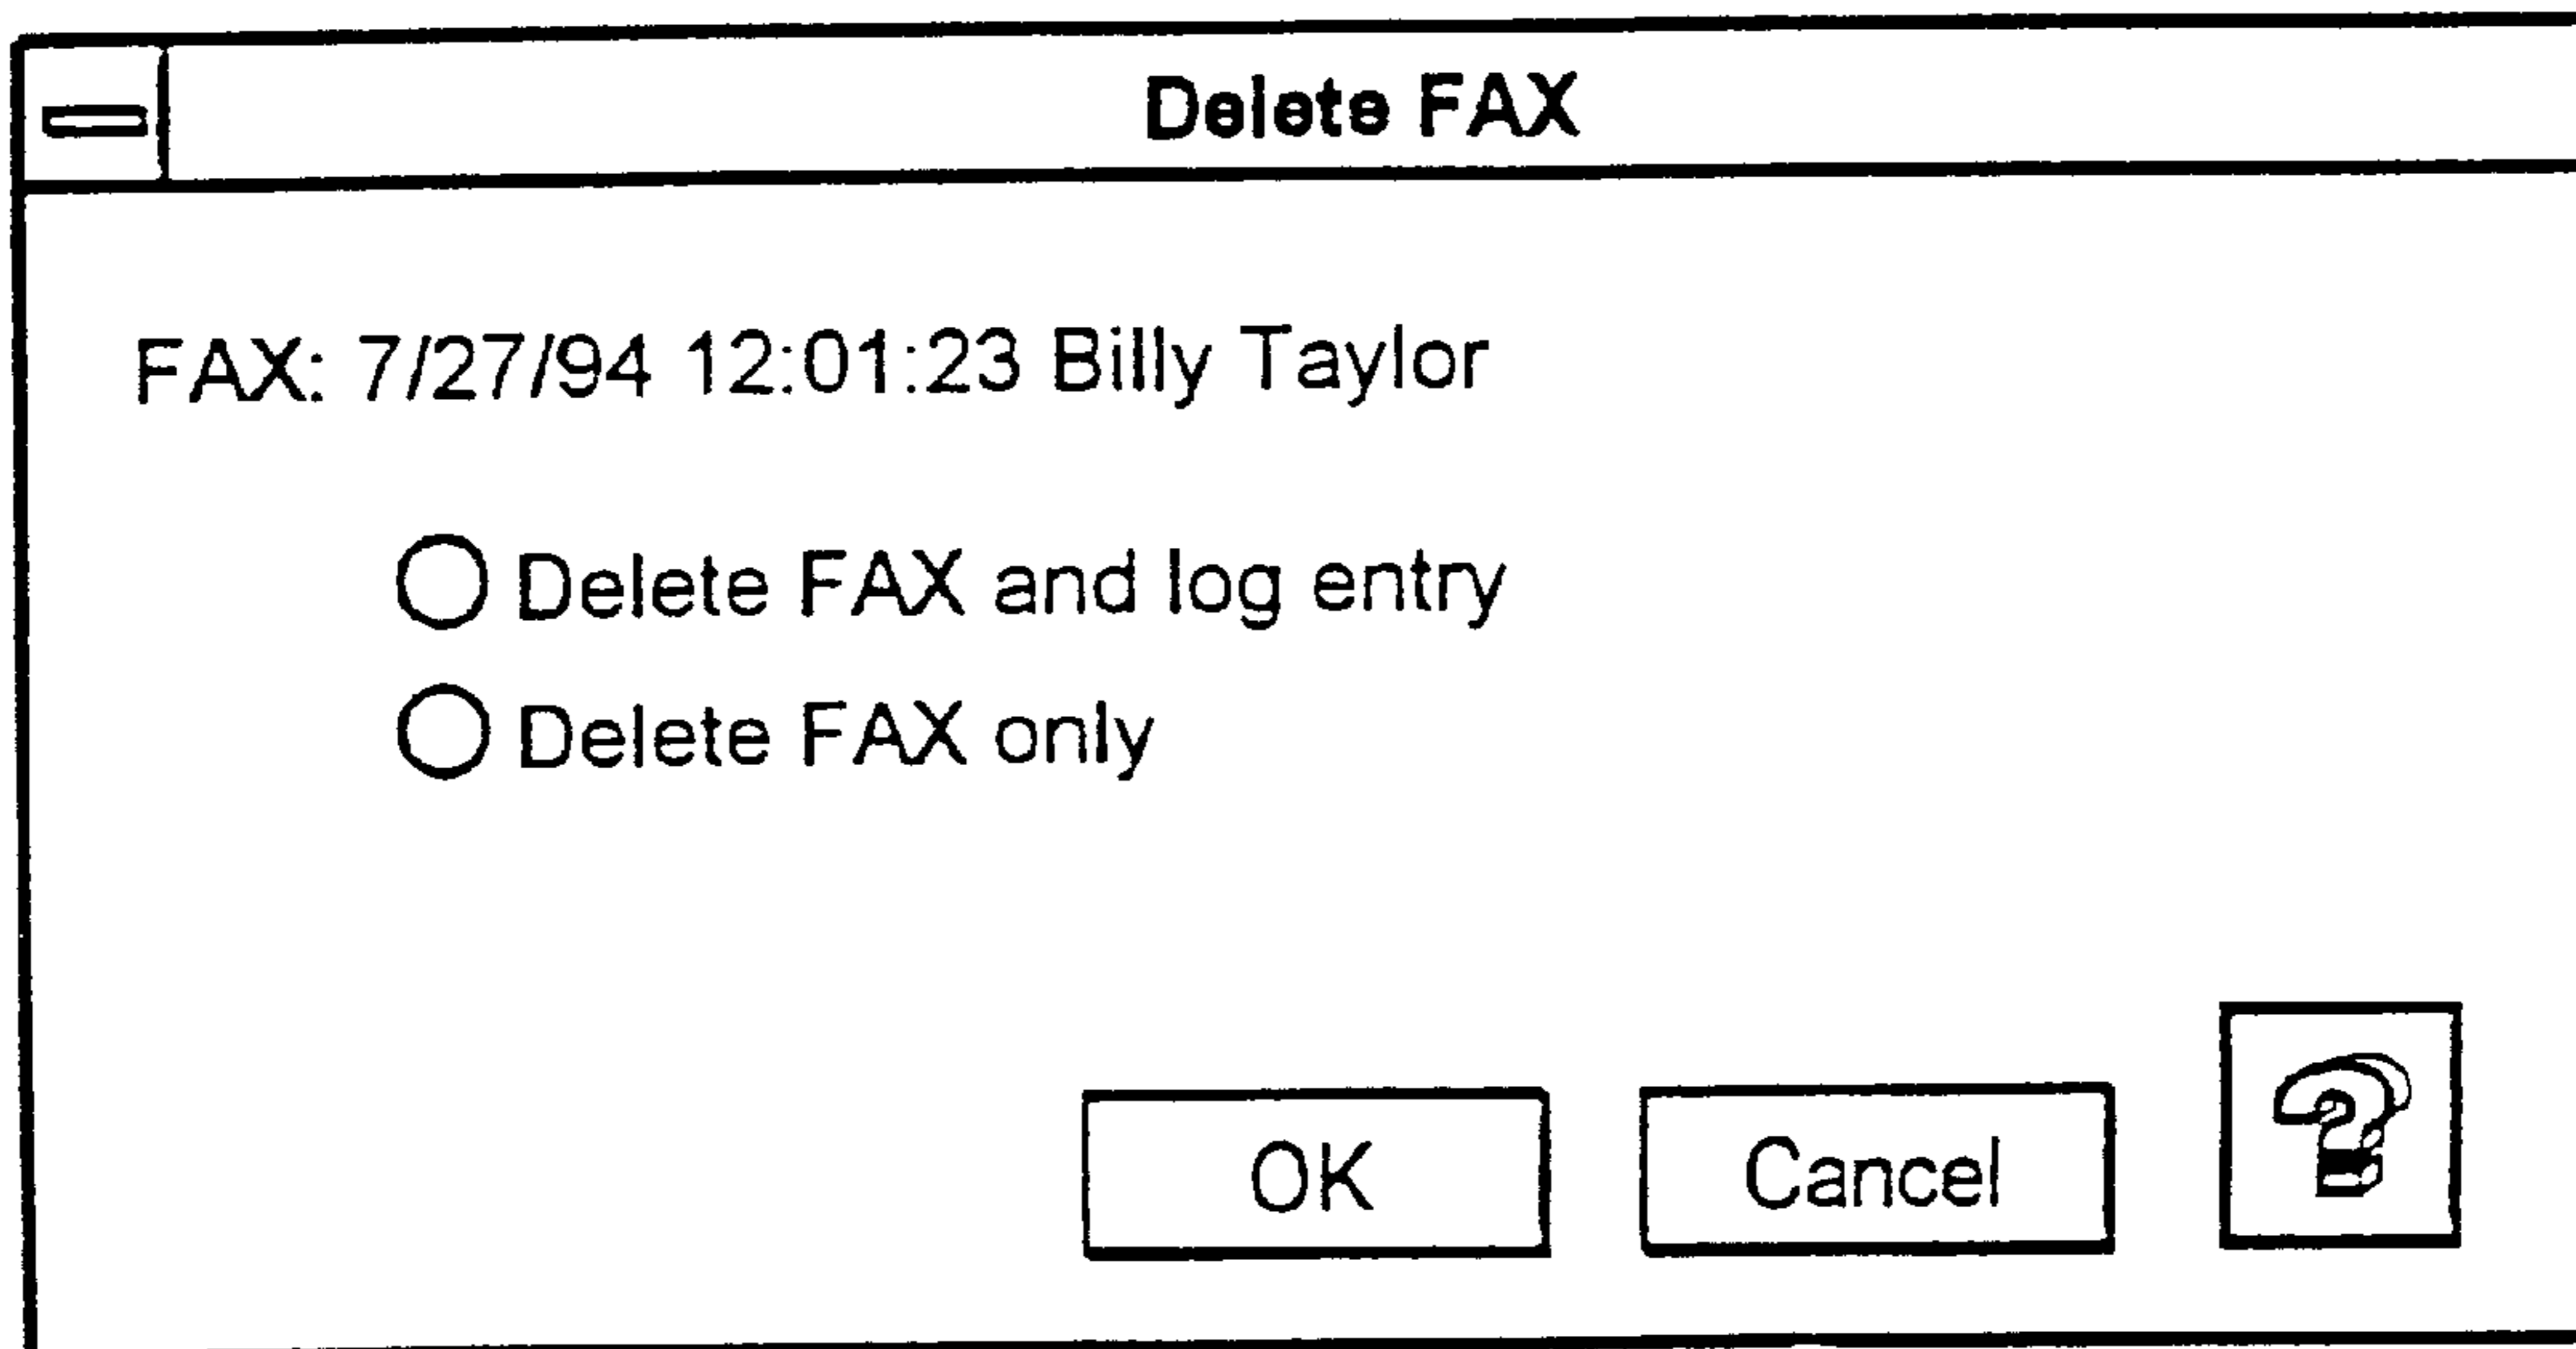 Delete FAX
FAX: 7/27/94 12:01:23 Billy Taylor
Delete FAX and log entry
Delete FAX only
OK Cancel ?